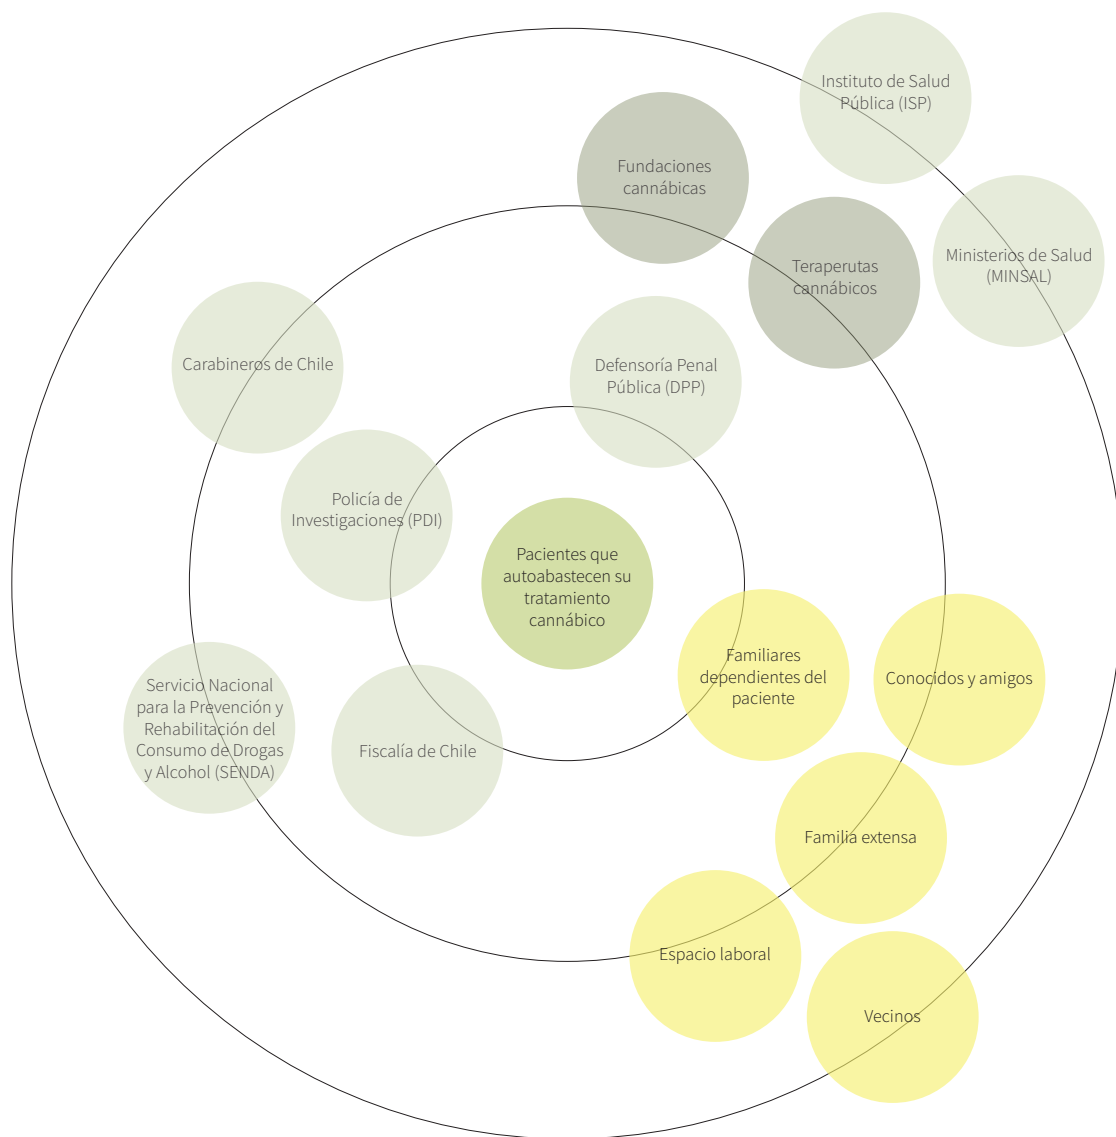 Instituto de Salud
Pública (ISP)
Fundaciones
cannábicas
Ministerios de Salud
(MINSAL)
Teraperutas
cannábicos
Carabineros de Chile
Defensoría Penal
Pública (DPP)
Policía de
Investigaciones (PDI)
Pacientes que
autoabastecen su
tratamiento
cannábico
Familiares
dependientes del
paciente
Conocidos y amigos
Servicio Nacional
para la Prevención y
Rehabilitación del
Consumo de Drogas
y Alcohol (SENDA)
Fiscalía de Chile
Familia extensa
Espacio laboral
Vecinos